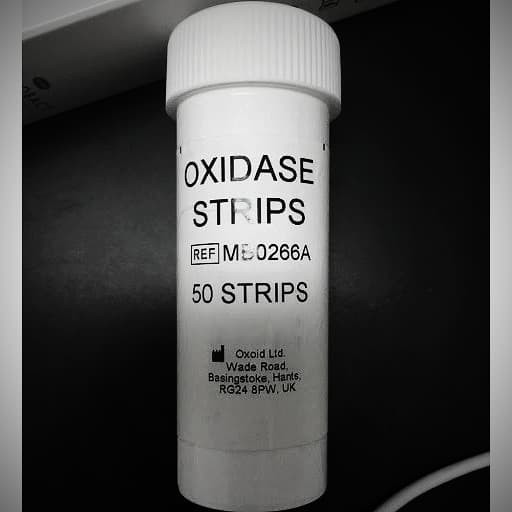 OXIDASE
STRIPS
REF MB0266A
50 STRIPS
Oxoid Ltd.
Wade Road,
Basingstoke, Hants,
RG24 8PW, UK